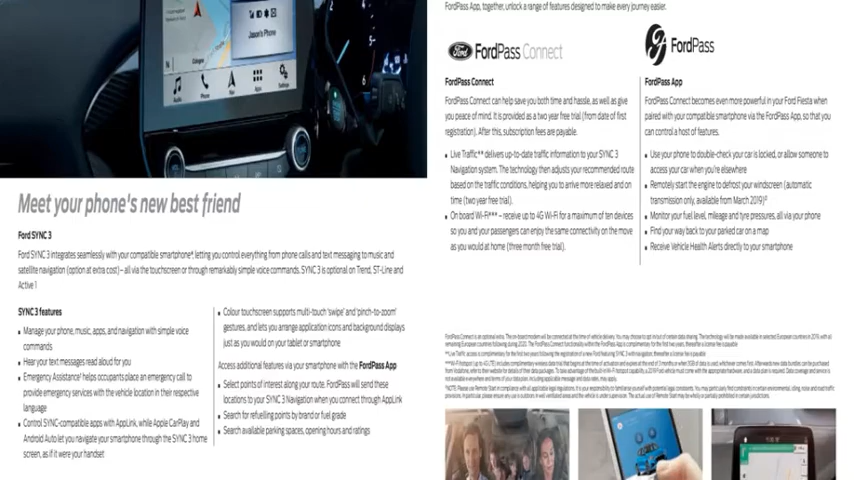 Jason's Phone
Cologne
N
Audio
Phone
Nav
Apps
Settings
Meet your phone's new best friend
Ford SYNC 3
Ford SYNC 3 integrates seamlessly with your compatible smartphone, letting you control everything from phone calls and text messaging to music and
satellite navigation (option at extra cost) – all via the touchscreen or through remarkably simple voice commands. SYNC 3 is optional on Trend, ST-Line and
Active 1
SYNC 3 features
Manage your phone, music, apps, and navigation with simple voice
commands
Hear your text messages read aloud for you
Emergency Assistance helps occupants place an emergency call to
provide emergency services with the vehicle location in their respective
language
Control SYNC-compatible apps with AppLink, while Apple CarPlay and
Android Auto let you navigate your smartphone through the SYNC 3 home
screen, as if it were your handset
Colour touchscreen supports multi-touch 'swipe' and 'pinch-to-zoom'
gestures, and lets you arrange application icons and background displays
just as you would on your tablet or smartphone
Access additional features via your smartphone with the FordPass App
Select points of interest along your route. FordPass will send these
locations to your SYNC 3 Navigation when you connect through AppLink
Search for refuelling points by brand or fuel grade
Search available parking spaces, opening hours and ratings
FordPass App, together, unlock a range of features designed to make every journey easier.
Ford FordPass Connect
FordPass
FordPass Connect
FordPass Connect can help save you both time and hassle, as well as give
you peace of mind. It is provided as a two year free trial (from date of first
registration). After this, subscription fees are payable.
Live Traffic** delivers up-to-date traffic information to your SYNC 3
Navigation system. The technology then adjusts your recommended route
based on the traffic conditions, helping you to arrive more relaxed and on
time (two year free trial).
On board Wi-Fi*** – receive up to 4G Wi-Fi for a maximum of ten devices
so you and your passengers can enjoy the same connectivity on the move
as you would at home (three month free trial).
FordPass App
FordPass Connect becomes even more powerful in your Ford Fiesta when
paired with your compatible smartphone via the FordPass App, so that you
can control a host of features.
Use your phone to double-check your car is locked, or allow someone to
access your car when you're elsewhere
Remotely start the engine to defrost your windscreen (automatic
transmission only, available from March 2019)
Monitor your fuel level, mileage and tyre pressures, all via your phone
Find your way back to your parked car on a map
Receive Vehicle Health Alerts directly to your smartphone